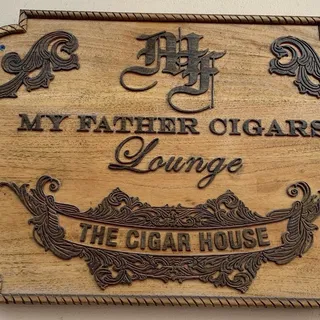 MF
MY FATHER CIGARS
Lounge
THE CIGAR HOUSE